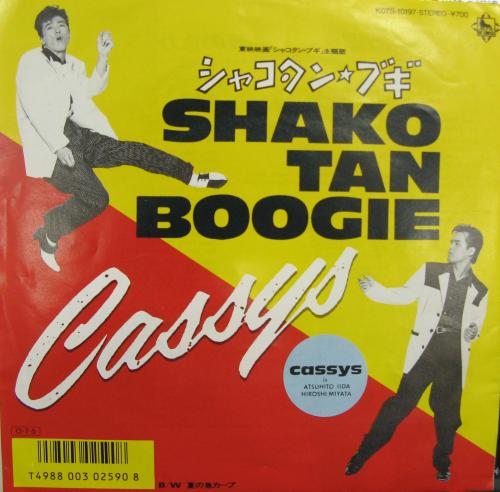 K07S-10197・STEREO・¥700
東映映画「シャコタン・ブギ」主題歌
シャコタン★ブギ
SHAKO
TAN
BOOGIE
Cassys
cassys
is
ATSUHITO IIDA
HIROSHI MIYATA
T4988 003 02590 8
B/W 夏の急カーブ